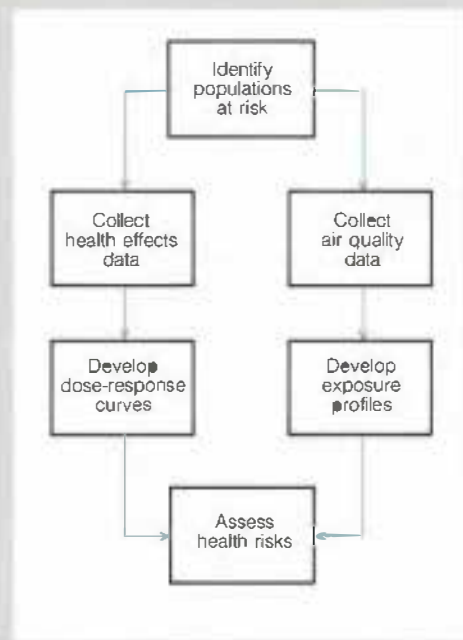 Identify
populations
at risk
Collect
health effects
data
Collect
air quality
data
Develop
dose-response
curves
Develop
exposure
profiles
Assess
health risks